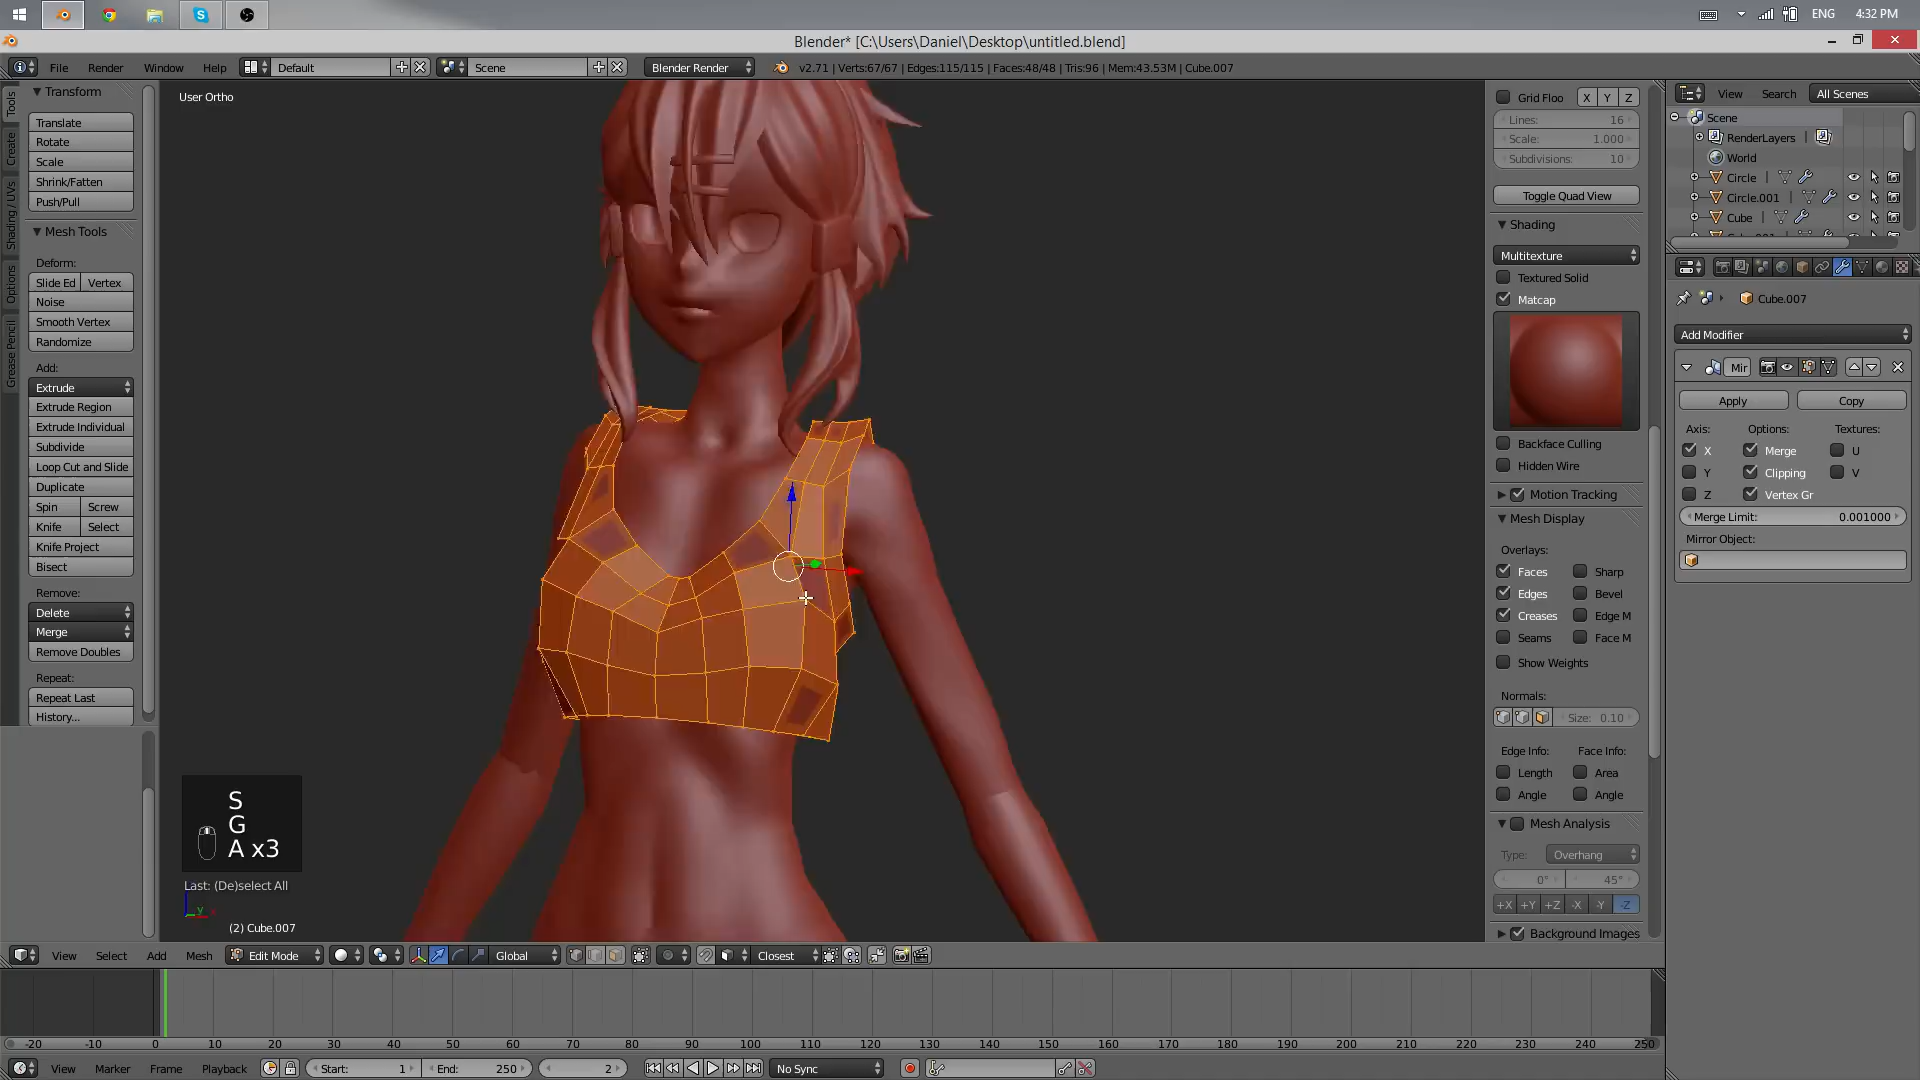 ENG 4:32 PM
Blender* [C:\Users\Daniel\Desktop\untitled.blend]
File Render Window Help Default Scene Blender Render v2.71 | Verts:67/67 | Edges:115/115 | Faces:48/48 | Tris:96 | Mem:43.53M | Cube.007
Tools
Create
Shading / UVs
Options
Grease Pencil
Transform
Translate
Rotate
Scale
Shrink/Fatten
Push/Pull
Mesh Tools
Deform:
Slide Ed Vertex
Noise
Smooth Vertex
Randomize
Add:
Extrude
Extrude Region
Extrude Individual
Subdivide
Loop Cut and Slide
Duplicate
Spin Screw
Knife Select
Knife Project
Bisect
Remove:
Delete
Merge
Remove Doubles
Repeat:
Repeat Last
History...
User Ortho
S
G
A x3
Last: (De)select All
(2) Cube.007
Grid Floo X Y Z
Lines: 16
Scale: 1.000
Subdivisions: 10
Toggle Quad View
Shading
Multitexture
Textured Solid
Matcap
Backface Culling
Hidden Wire
Motion Tracking
Mesh Display
Overlays:
Faces Sharp
Edges Bevel
Creases Edge M
Seams Face M
Show Weights
Normals:
Size: 0.10
Edge Info: Face Info:
Length Area
Angle Angle
Mesh Analysis
Type: Overhang
0° 45°
+X +Y +Z -X -Y -Z
Background Images
View Search All Scenes
Scene
RenderLayers
World
Circle
Circle.001
Cube
Cube.007
Add Modifier
Mir
Apply Copy
Axis: Options: Textures:
X Merge U
Y Clipping V
Z Vertex Gr
Merge Limit: 0.001000
Mirror Object:
View Select Add Mesh Edit Mode Global Closest
-20 -10 0 10 20 30 40 50 60 70 80 90 100 110 120 130 140 150 160 170 180 190 200 210 220 230 240 250
View Marker Frame Playback Start: 1 End: 250 2 No Sync